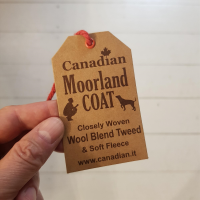 Canadian
Moorland
COAT
Closely Woven
Wool Blend Tweed
& Soft Fleece
www.canadian.it